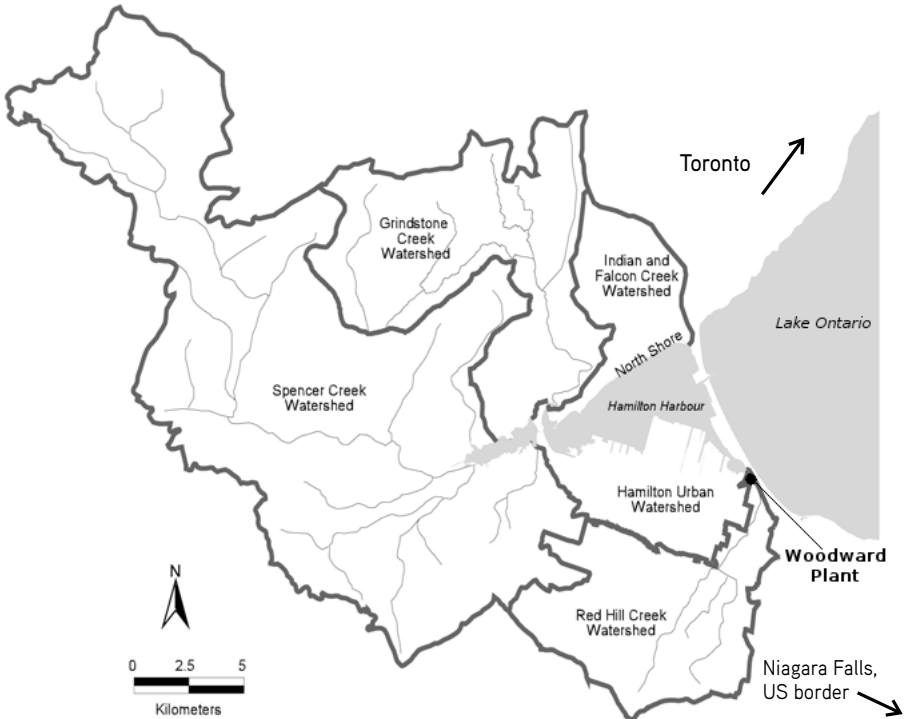 Toronto
Grindstone
Creek
Watershed
Indian and
Falcon Creek
Watershed
Lake Ontario
North Shore
Spencer Creek
Watershed
Hamilton Harbour
Hamilton Urban
Watershed
Woodward
Plant
N
Red Hill Creek
Watershed
0 2.5 5
Kilometers
Niagara Falls,
US border